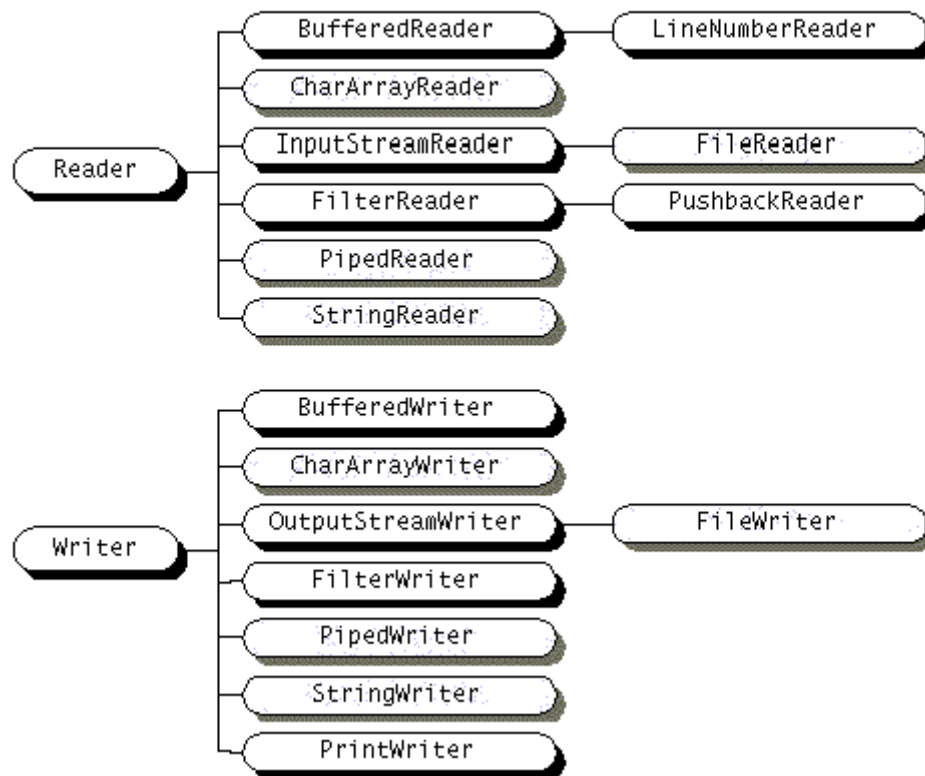 BufferedReader
LineNumberReader
CharArrayReader
InputStreamReader
FileReader
Reader
FilterReader
PushbackReader
PipedReader
StringReader
BufferedWriter
CharArrayWriter
OutputStreamWriter
FileWriter
Writer
FilterWriter
PipedWriter
StringWriter
PrintWriter